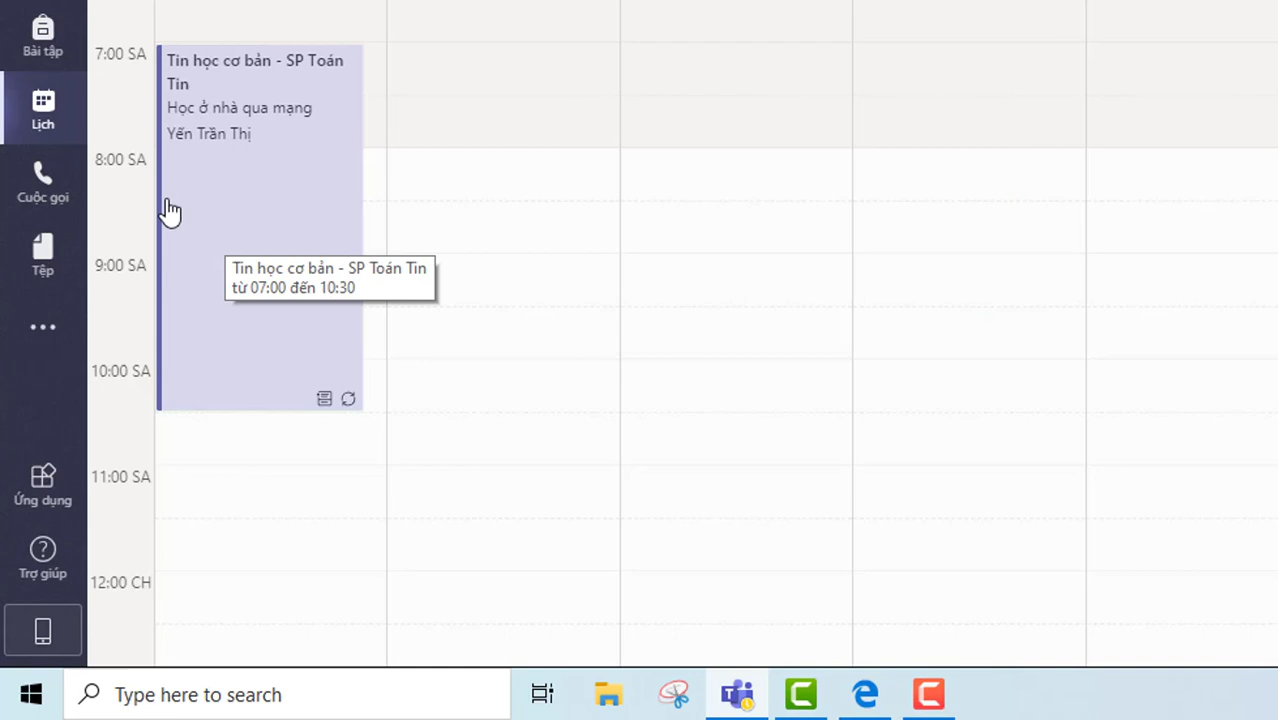 Bài tập
Lịch
Cuộc gọi
Tệp
Ứng dụng
Trợ giúp
7:00 SA
8:00 SA
9:00 SA
10:00 SA
11:00 SA
12:00 CH
Tin học cơ bản - SP Toán
Tin
Học ở nhà qua mạng
Yến Trần Thị
Tin học cơ bản - SP Toán Tin
từ 07:00 đến 10:30
Type here to search